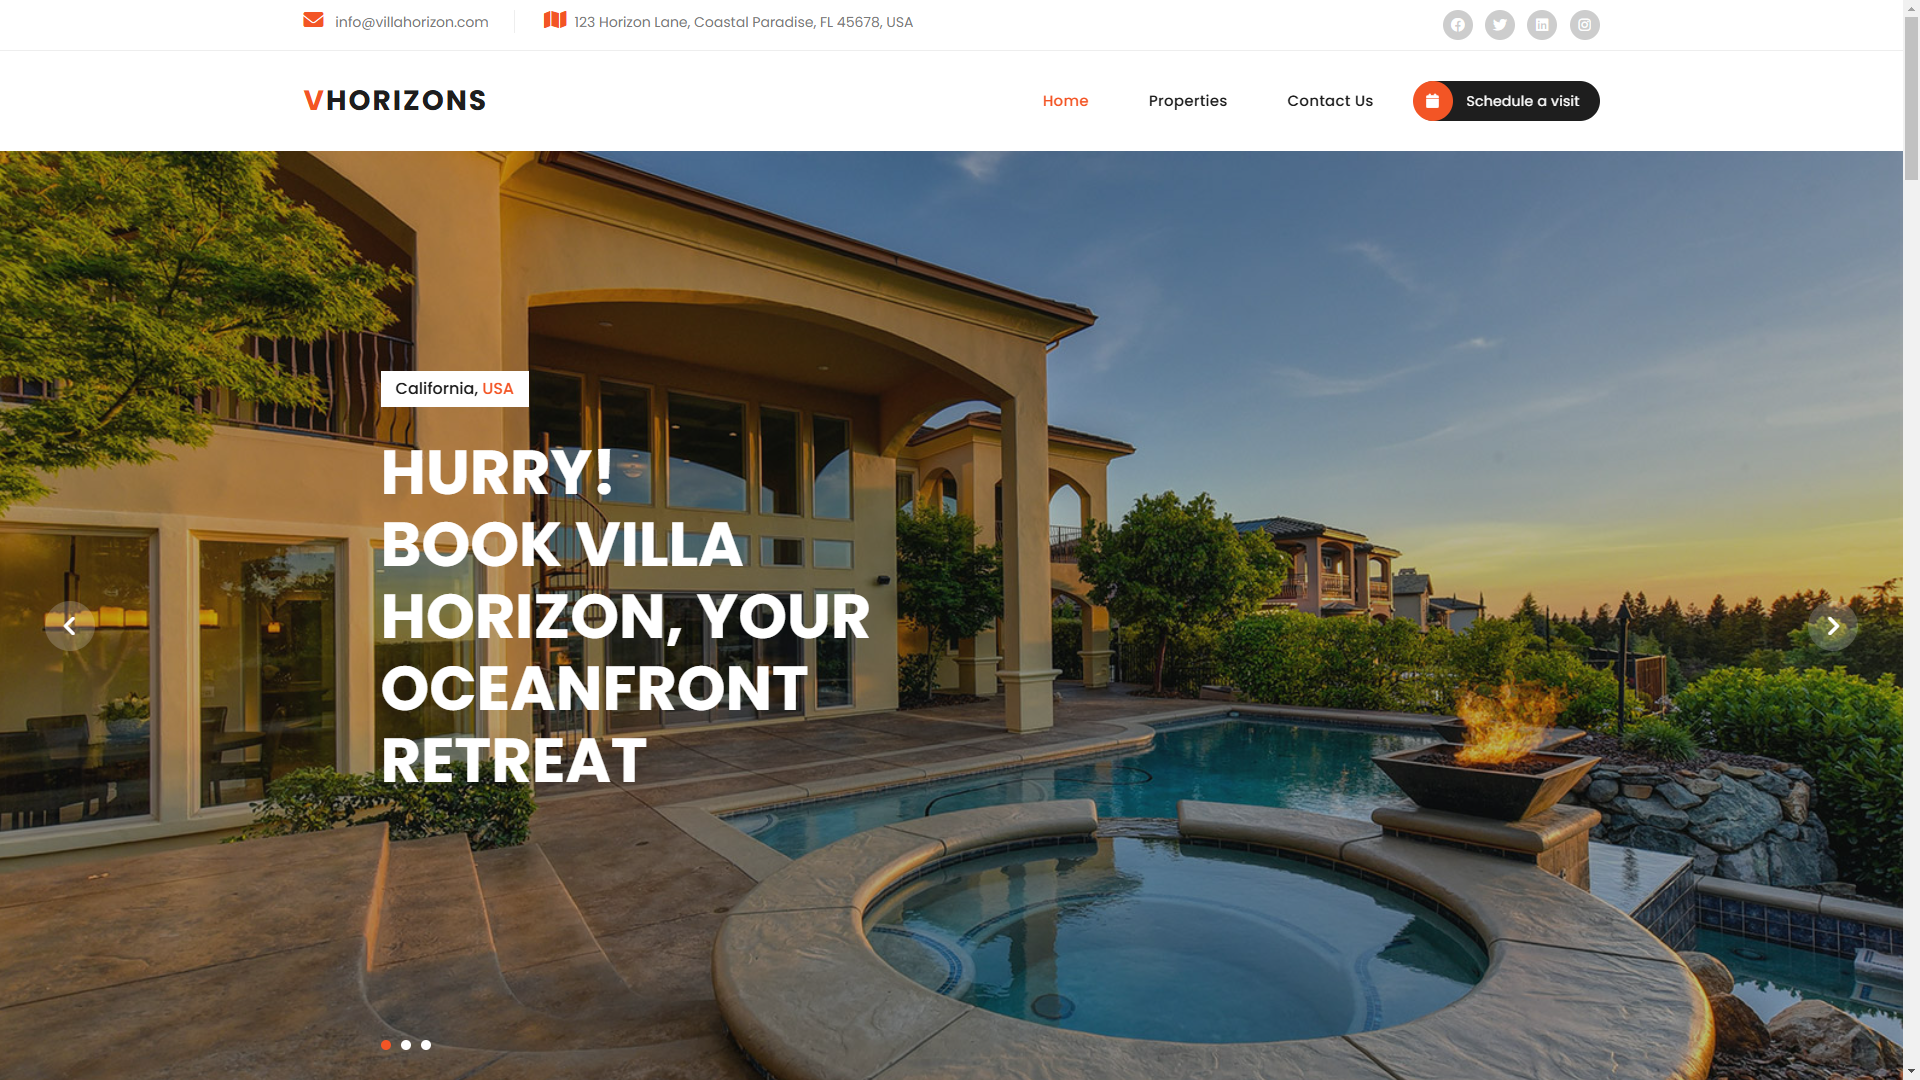 info@villahorizon.com
123 Horizon Lane, Coastal Paradise, FL 45678, USA
VHORIZONS
Home
Properties
Contact Us
Schedule a visit
California, USA
HURRY!
BOOK VILLA
HORIZON, YOUR
OCEANFRONT
RETREAT